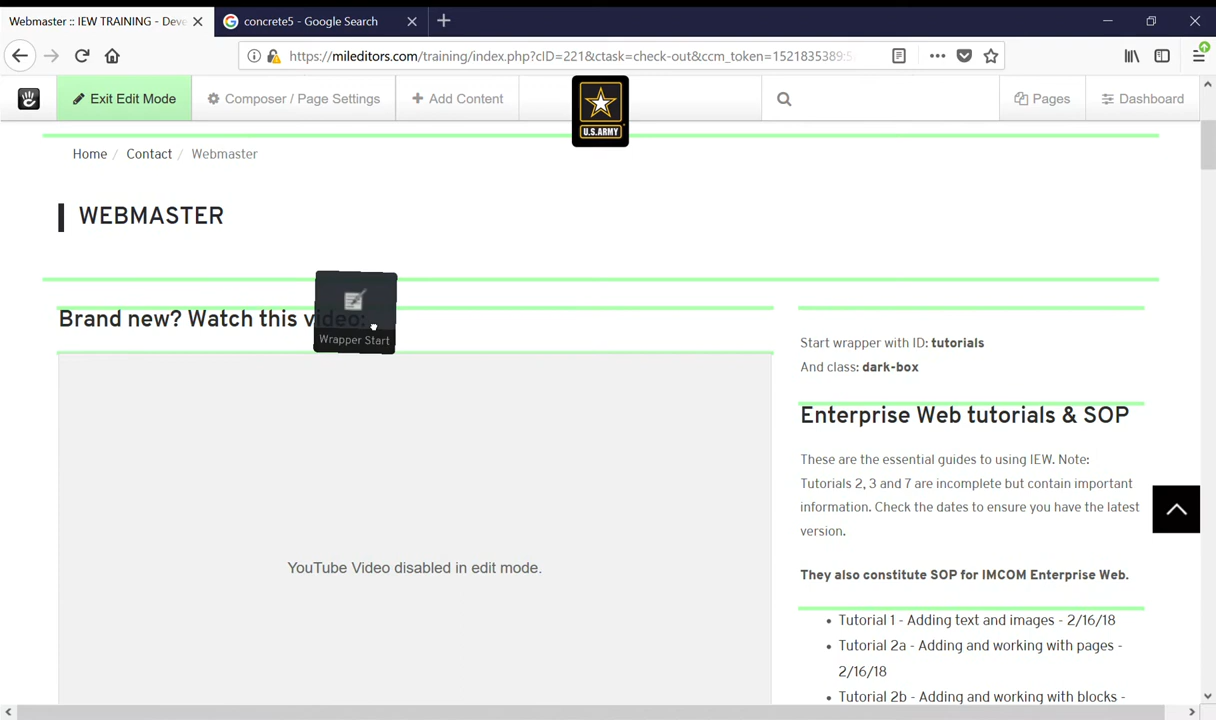 Webmaster :: IEW TRAINING - Deve
concrete5 - Google Search
https://mileditors.com/training/index.php?cID=221&ctask=check-out&ccm_token=1521835389:5
Exit Edit Mode
Composer / Page Settings
Add Content
U.S.ARMY
Pages
Dashboard
Home / Contact / Webmaster
WEBMASTER
Brand new? Watch this video:
Wrapper Start
YouTube Video disabled in edit mode.
Start wrapper with ID: tutorials
And class: dark-box
Enterprise Web tutorials & SOP
These are the essential guides to using IEW. Note:
Tutorials 2, 3 and 7 are incomplete but contain important
information. Check the dates to ensure you have the latest
version.
They also constitute SOP for IMCOM Enterprise Web.
• Tutorial 1 - Adding text and images - 2/16/18
• Tutorial 2a - Adding and working with pages -
2/16/18
• Tutorial 2b - Adding and working with blocks -